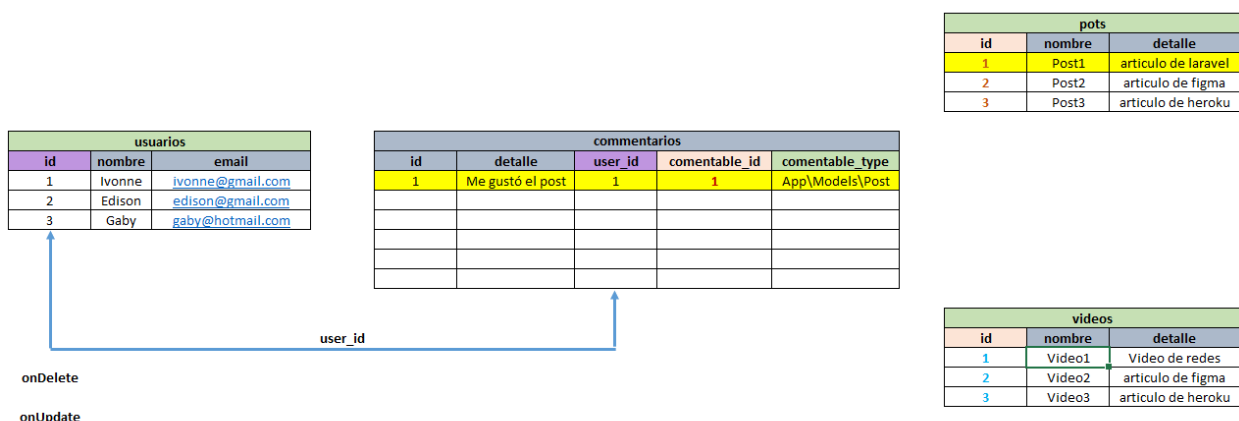 pots
id nombre detalle
1 Post1 articulo de laravel
2 Post2 articulo de figma
3 Post3 articulo de heroku
usuarios
id nombre email
1 Ivonne ivonne@gmail.com
2 Edison edison@gmail.com
3 Gaby gaby@hotmail.com
commentarios
id detalle user_id comentable_id comentable_type
1 Me gustó el post 1 1 App\Models\Post
user_id
videos
id nombre detalle
1 Video1 Video de redes
2 Video2 articulo de figma
3 Video3 articulo de heroku
onDelete
onUpdate